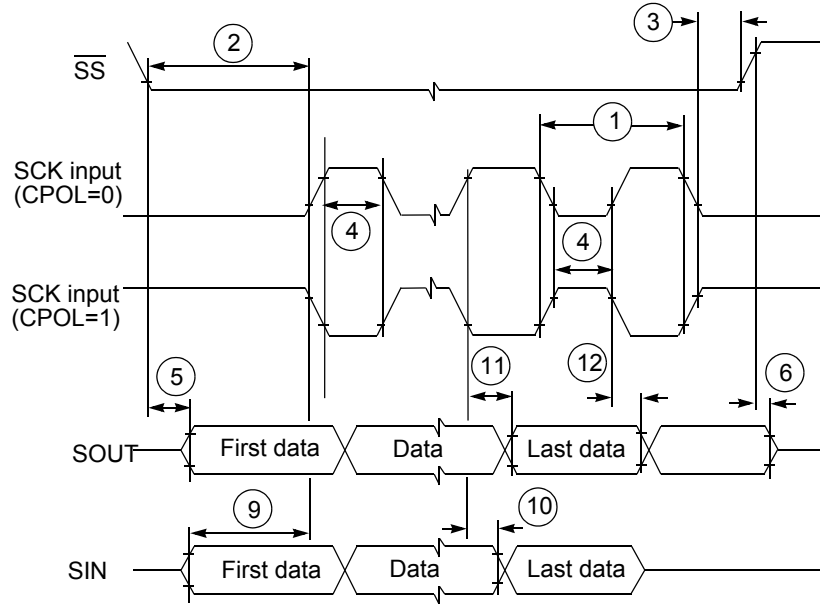 3
2
S̅S̅
1
SCK input
(CPOL=0)
4
4
SCK input
(CPOL=1)
5
11
12
6
SOUT
First data
Data
Last data
9
10
SIN
First data
Data
Last data